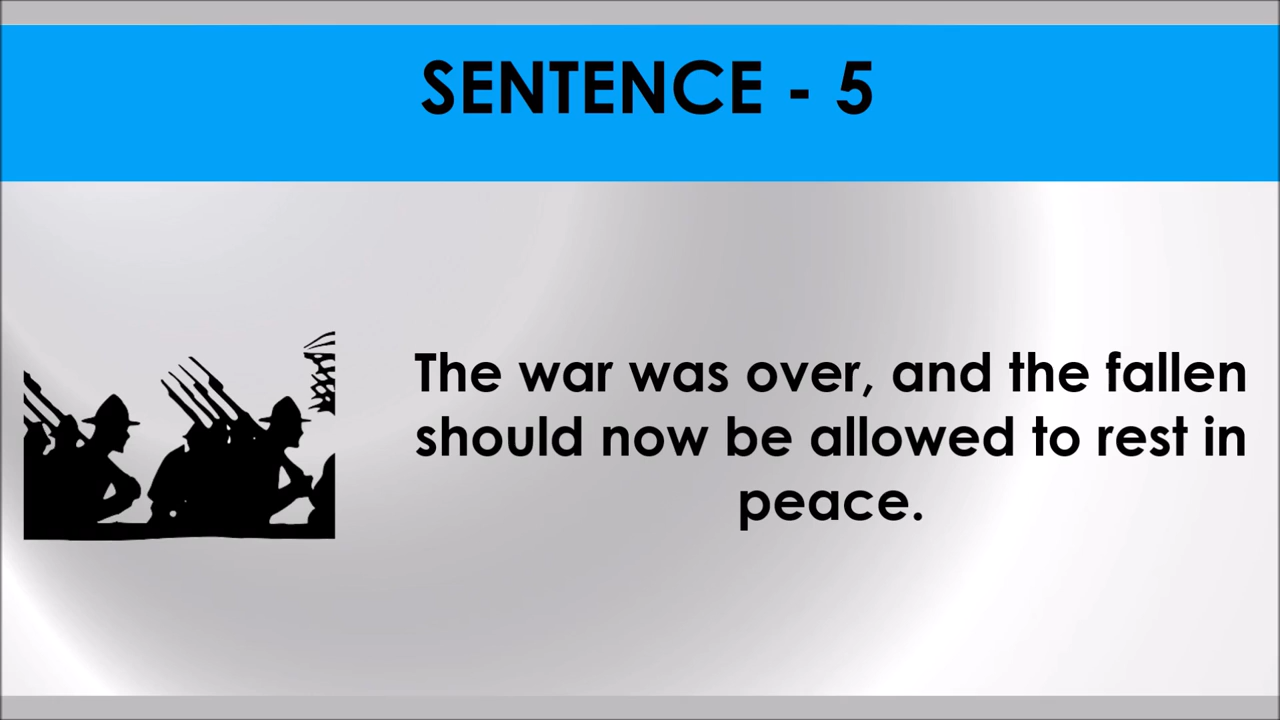 SENTENCE - 5
The war was over, and the fallen
should now be allowed to rest in
peace.